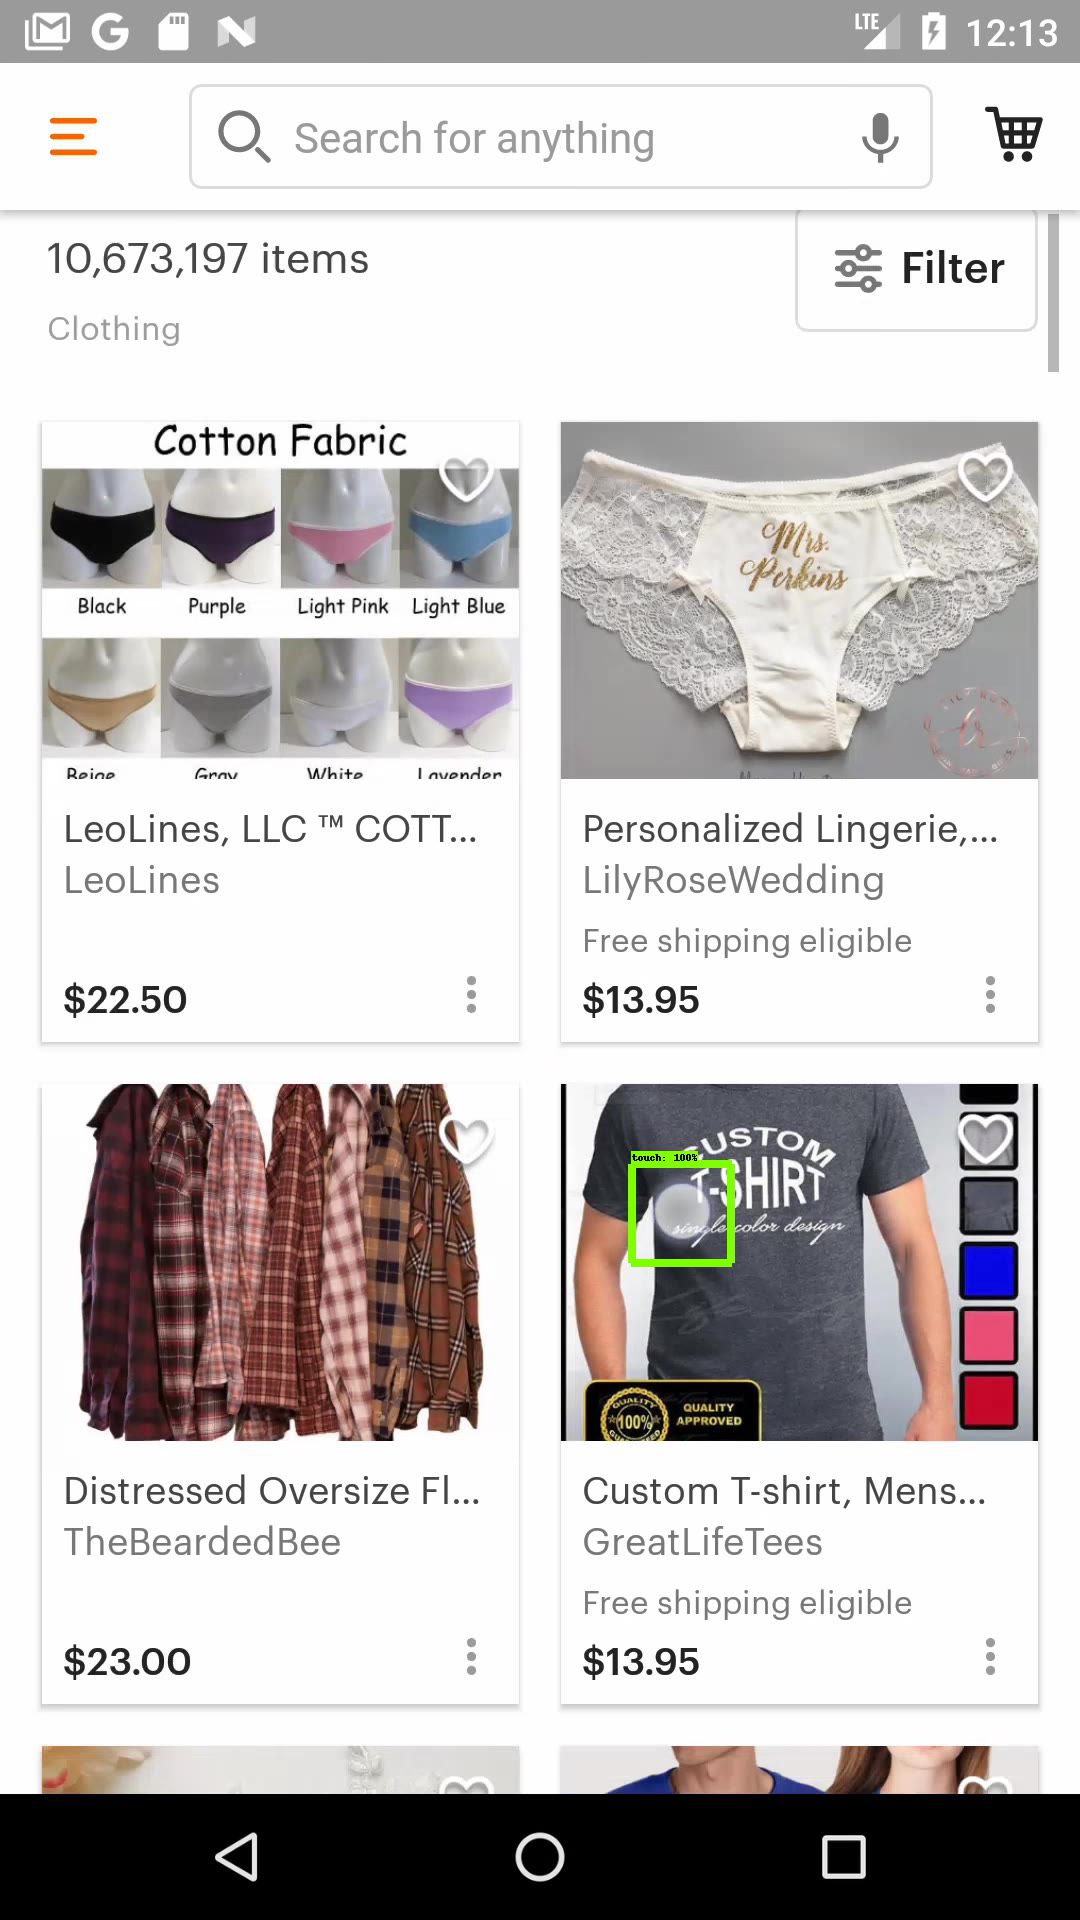 LTE 12:13
Search for anything
10,673,197 items
Filter
Clothing
Cotton Fabric
Black Purple Light Pink Light Blue
Beige Gray White Lavender
Mrs.
Perkins
LeoLines, LLC ™ COTT...
LeoLines
$22.50
Personalized Lingerie,...
LilyRoseWedding
Free shipping eligible
$13.95
CUSTOM
T-SHIRT
single color design
touch: 100%
100%
QUALITY
APPROVED
Distressed Oversize Fl...
TheBeardedBee
$23.00
Custom T-shirt, Mens...
GreatLifeTees
Free shipping eligible
$13.95